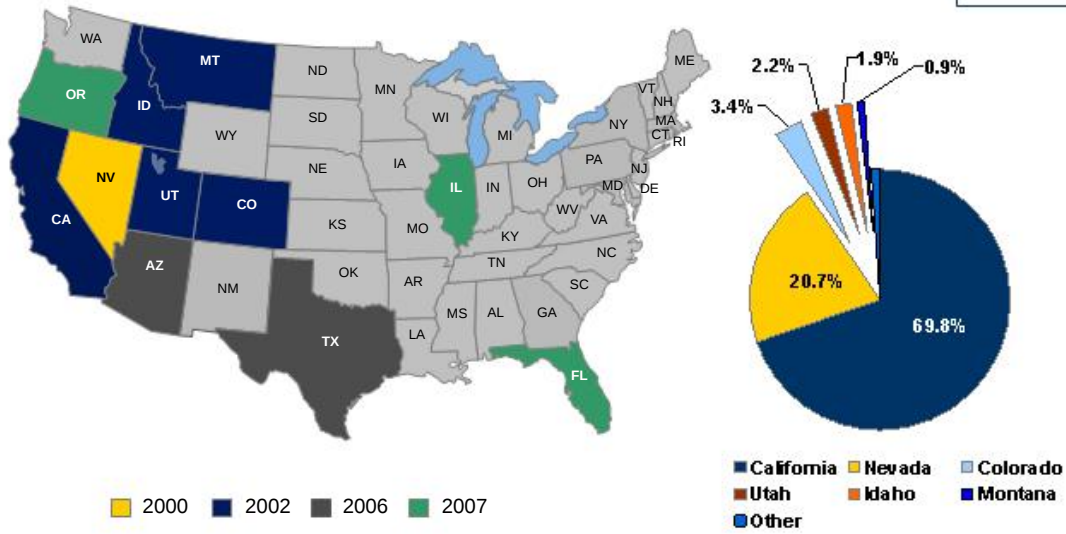 WA
MT
ND
MN
ME
OR
ID
VT
NH
SD
WI
MA
NY
WY
MI
CT
RI
IA
PA
NJ
NE
NV
IL
IN
OH
MD
DE
UT
CO
WV
CA
KS
MO
VA
KY
AZ
NC
TN
OK
AR
NM
SC
MS
AL
GA
TX
LA
FL
2000
2002
2006
2007
2.2%
1.9%
0.9%
3.4%
20.7%
69.8%
California
Nevada
Colorado
Utah
Idaho
Montana
Other